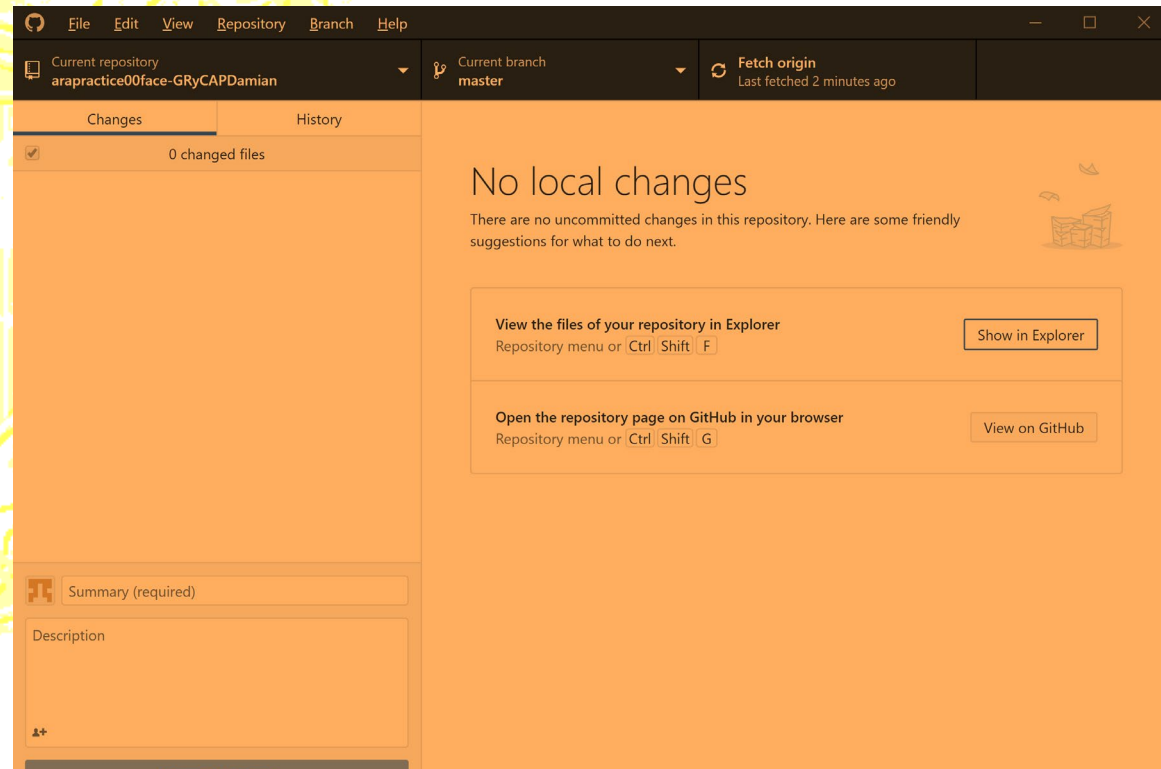 File Edit View Repository Branch Help
Current repository
arapractice00face-GRyCAPDamian
Current branch
master
Fetch origin
Last fetched 2 minutes ago
Changes History
0 changed files
No local changes
There are no uncommitted changes in this repository. Here are some friendly
suggestions for what to do next.
View the files of your repository in Explorer
Repository menu or Ctrl Shift F
Show in Explorer
Open the repository page on GitHub in your browser
Repository menu or Ctrl Shift G
View on GitHub
Summary (required)
Description